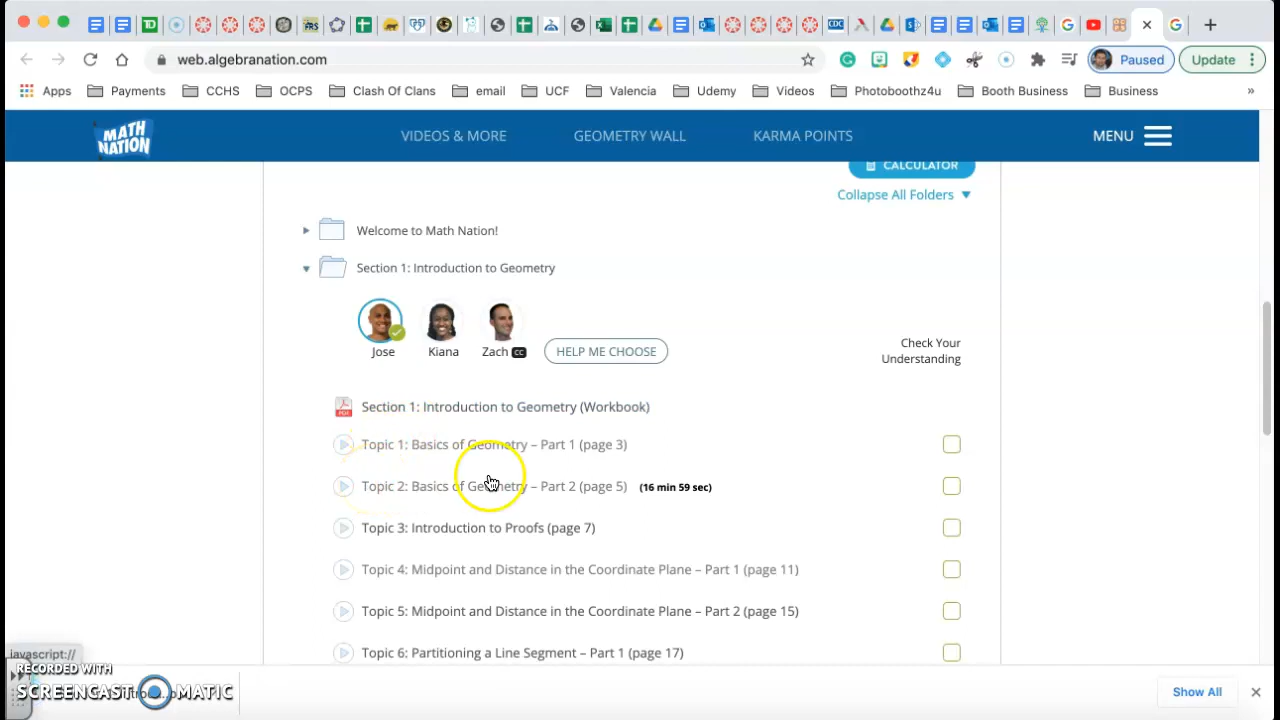 web.algebranation.com
Paused
Update
Apps
Payments
CCHS
OCPS
Clash Of Clans
email
UCF
Valencia
Udemy
Videos
Photoboothz4u
Booth Business
Business
»
MATH NATION
VIDEOS & MORE
GEOMETRY WALL
KARMA POINTS
MENU
CALCULATOR
Collapse All Folders
Welcome to Math Nation!
Section 1: Introduction to Geometry
Jose
Kiana
Zach CC
HELP ME CHOOSE
Check Your
Understanding
Section 1: Introduction to Geometry (Workbook)
Topic 1: Basics of Geometry – Part 1 (page 3)
Topic 2: Basics of Geometry – Part 2 (page 5) (16 min 59 sec)
Topic 3: Introduction to Proofs (page 7)
Topic 4: Midpoint and Distance in the Coordinate Plane – Part 1 (page 11)
Topic 5: Midpoint and Distance in the Coordinate Plane – Part 2 (page 15)
Topic 6: Partitioning a Line Segment – Part 1 (page 17)
javascript://
RECORDED WITH
SCREENCAST MATIC
Show All